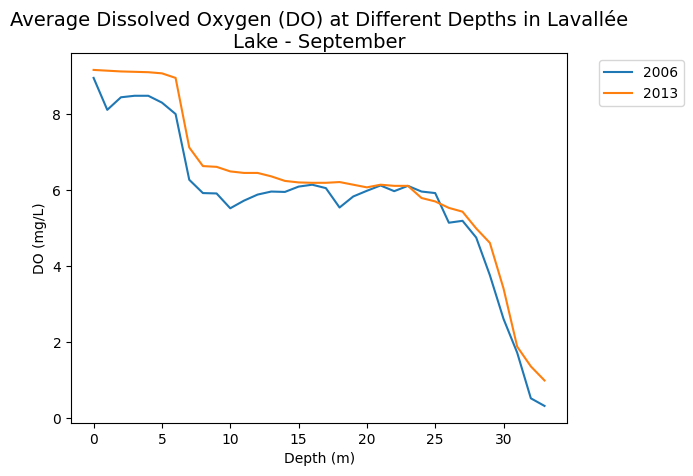 Average Dissolved Oxygen (DO) at Different Depths in Lavallée
Lake - September
2006
2013
DO (mg/L)
8
6
4
2
0
0 5 10 15 20 25 30
Depth (m)